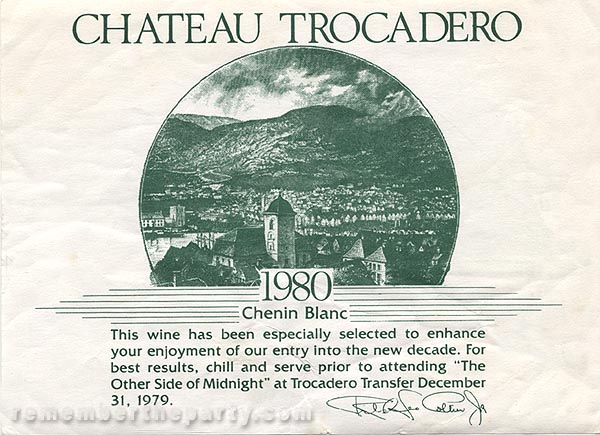 CHATEAU TROCADERO
1980
Chenin Blanc
This wine has been especially selected to enhance
your enjoyment of our entry into the new decade. For
best results, chill and serve prior to attending "The
Other Side of Midnight" at Trocadero Transfer December
31, 1979.
remembertheparty.com